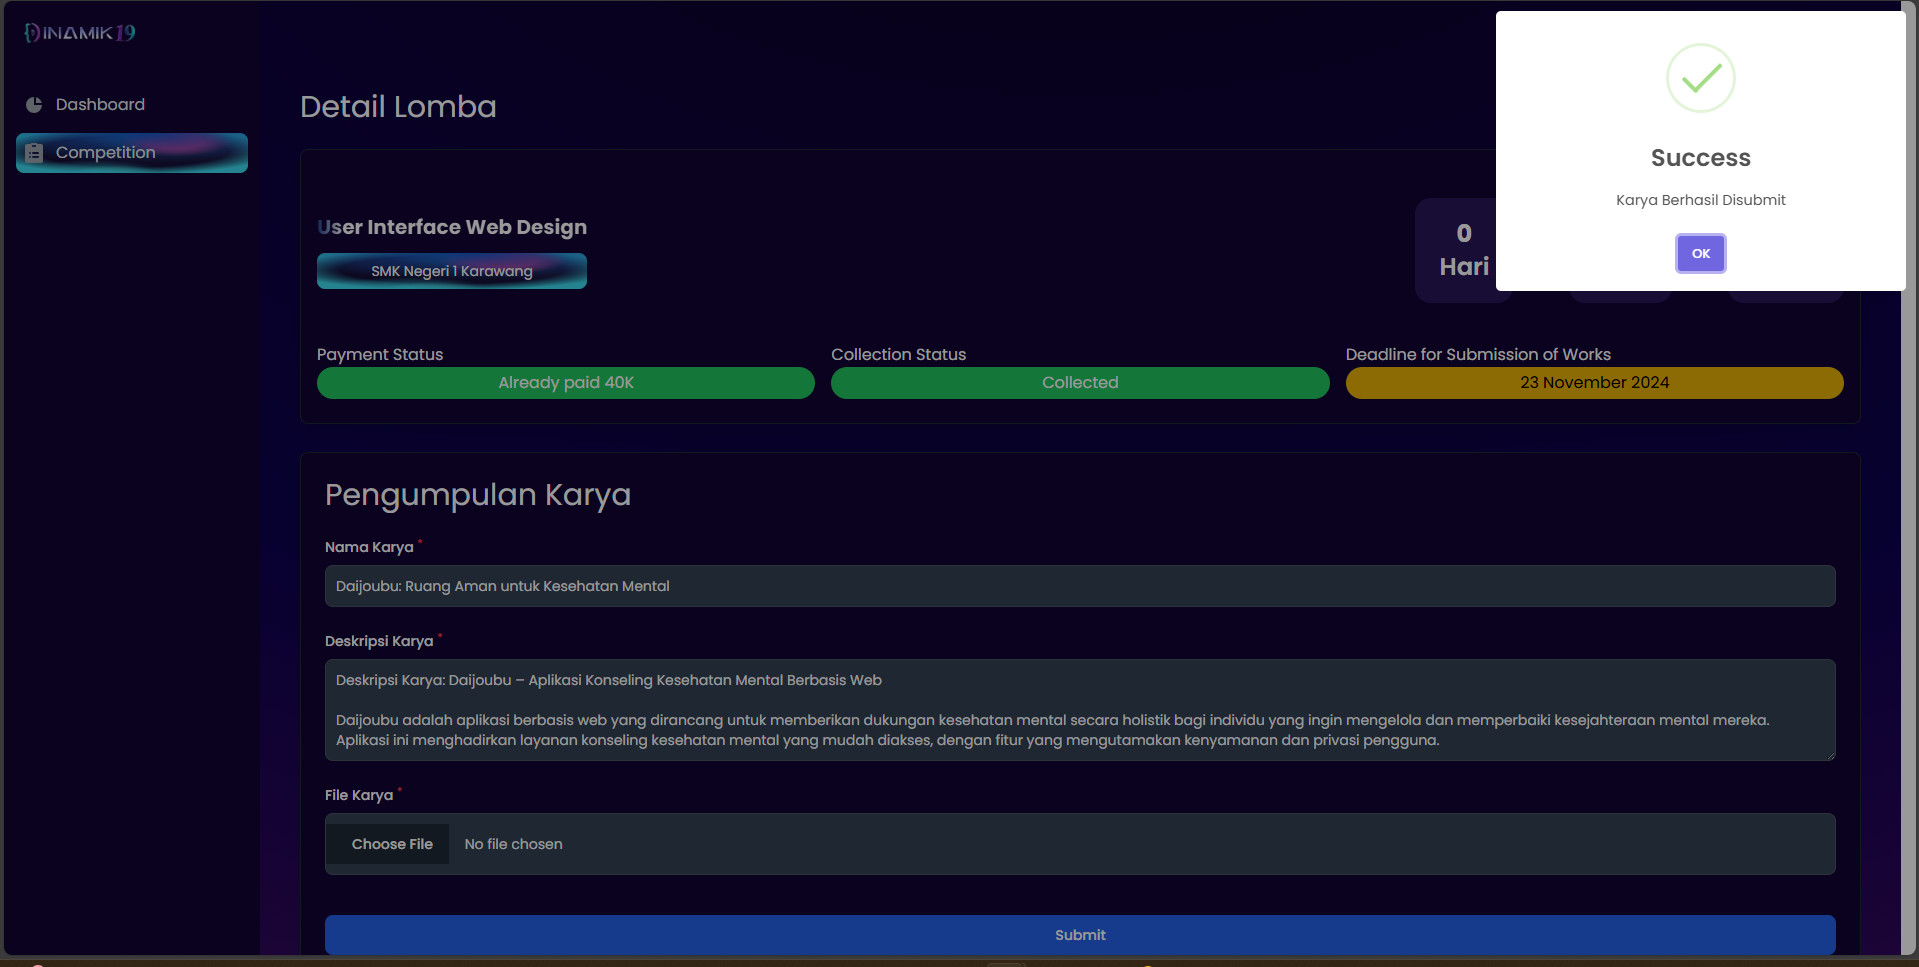 DINAMIK 19
Dashboard
Competition
Detail Lomba
User Interface Web Design
SMK Negeri 1 Karawang
0
Hari
Success
Karya Berhasil Disubmit
OK
Payment Status
Already paid 40K
Collection Status
Collected
Deadline for Submission of Works
23 November 2024
Pengumpulan Karya
Nama Karya *
Daijoubu: Ruang Aman untuk Kesehatan Mental
Deskripsi Karya *
Deskripsi Karya: Daijoubu – Aplikasi Konseling Kesehatan Mental Berbasis Web
Daijoubu adalah aplikasi berbasis web yang dirancang untuk memberikan dukungan kesehatan mental secara holistik bagi individu yang ingin mengelola dan memperbaiki kesejahteraan mental mereka.
Aplikasi ini menghadirkan layanan konseling kesehatan mental yang mudah diakses, dengan fitur yang mengutamakan kenyamanan dan privasi pengguna.
File Karya *
Choose File No file chosen
Submit